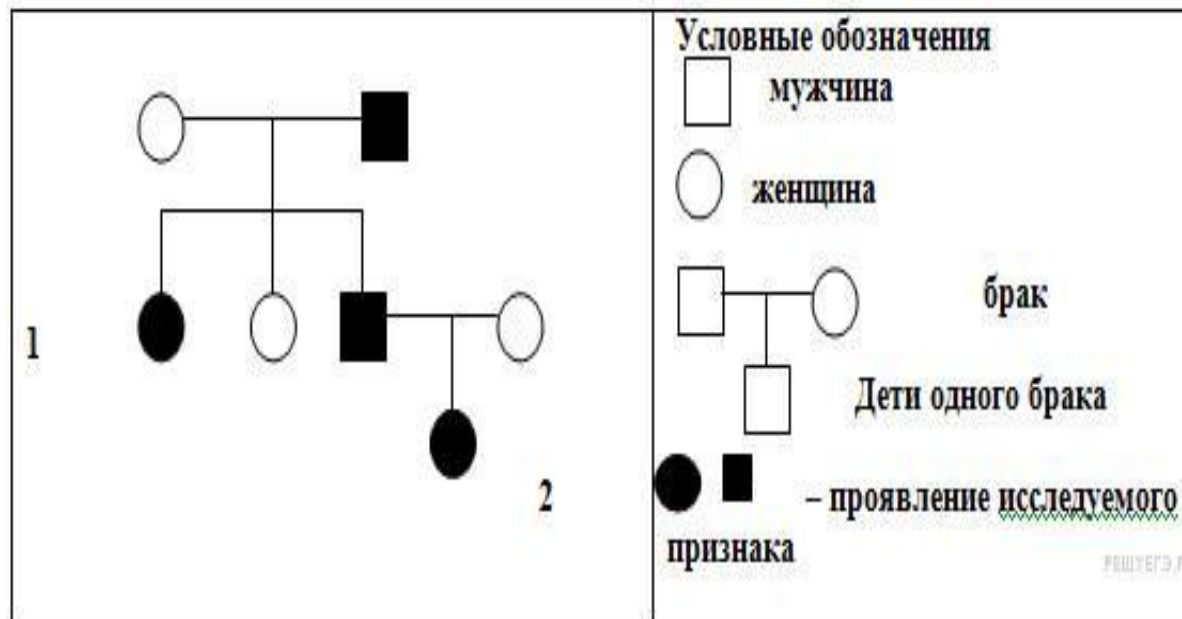 Условные обозначения
мужчина
женщина
1
брак
Дети одного брака
2
– проявление исследуемого
признака